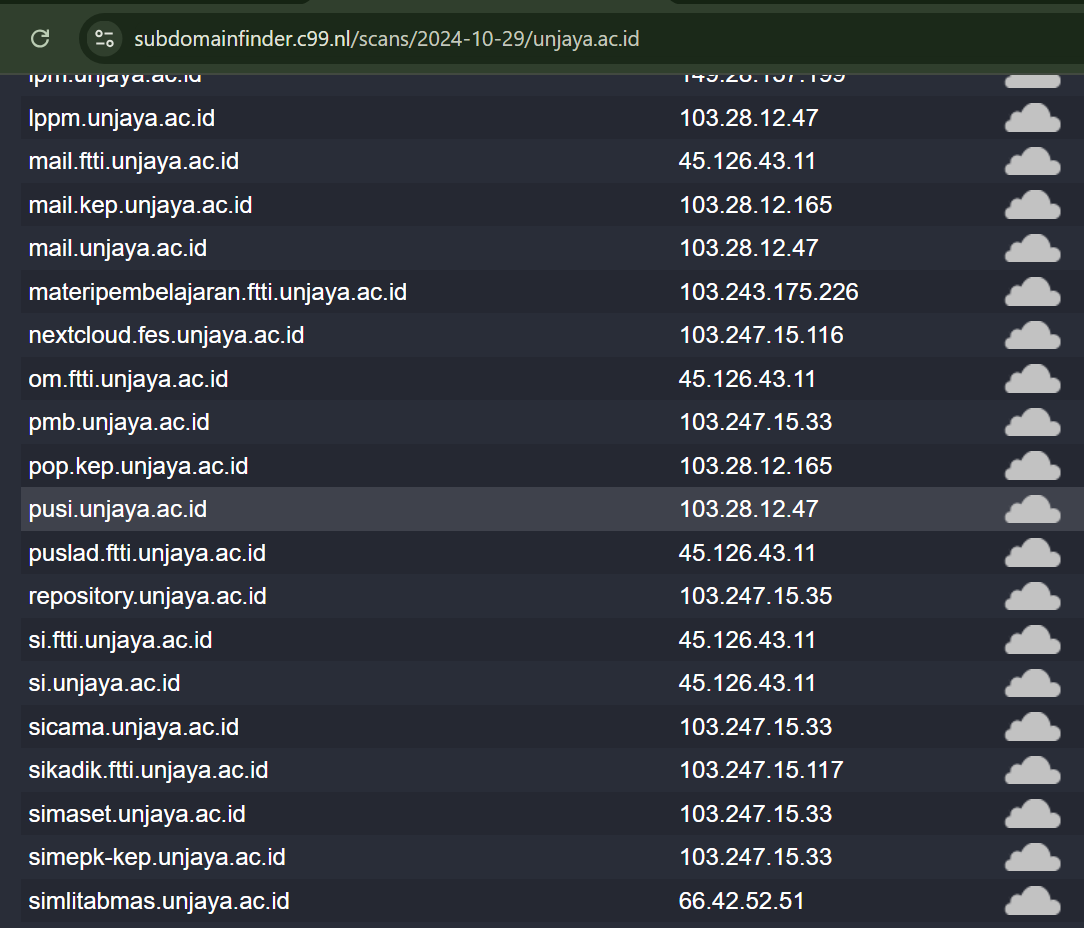 subdomainfinder.c99.nl/scans/2024-10-29/unjaya.ac.id
lpm.unjaya.ac.id 149.28.157.199
lppm.unjaya.ac.id 103.28.12.47
mail.ftti.unjaya.ac.id 45.126.43.11
mail.kep.unjaya.ac.id 103.28.12.165
mail.unjaya.ac.id 103.28.12.47
materipembelajaran.ftti.unjaya.ac.id 103.243.175.226
nextcloud.fes.unjaya.ac.id 103.247.15.116
om.ftti.unjaya.ac.id 45.126.43.11
pmb.unjaya.ac.id 103.247.15.33
pop.kep.unjaya.ac.id 103.28.12.165
pusi.unjaya.ac.id 103.28.12.47
puslad.ftti.unjaya.ac.id 45.126.43.11
repository.unjaya.ac.id 103.247.15.35
si.ftti.unjaya.ac.id 45.126.43.11
si.unjaya.ac.id 45.126.43.11
sicama.unjaya.ac.id 103.247.15.33
sikadik.ftti.unjaya.ac.id 103.247.15.117
simaset.unjaya.ac.id 103.247.15.33
simepk-kep.unjaya.ac.id 103.247.15.33
simlitabmas.unjaya.ac.id 66.42.52.51